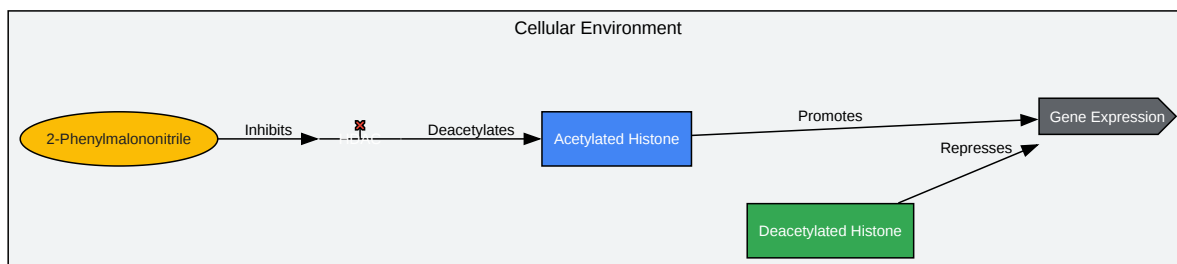 Cellular Environment
2-Phenylmalononitrile
Inhibits
Deacetylates
Acetylated Histone
Promotes
Gene Expression
Represses
Deacetylated Histone